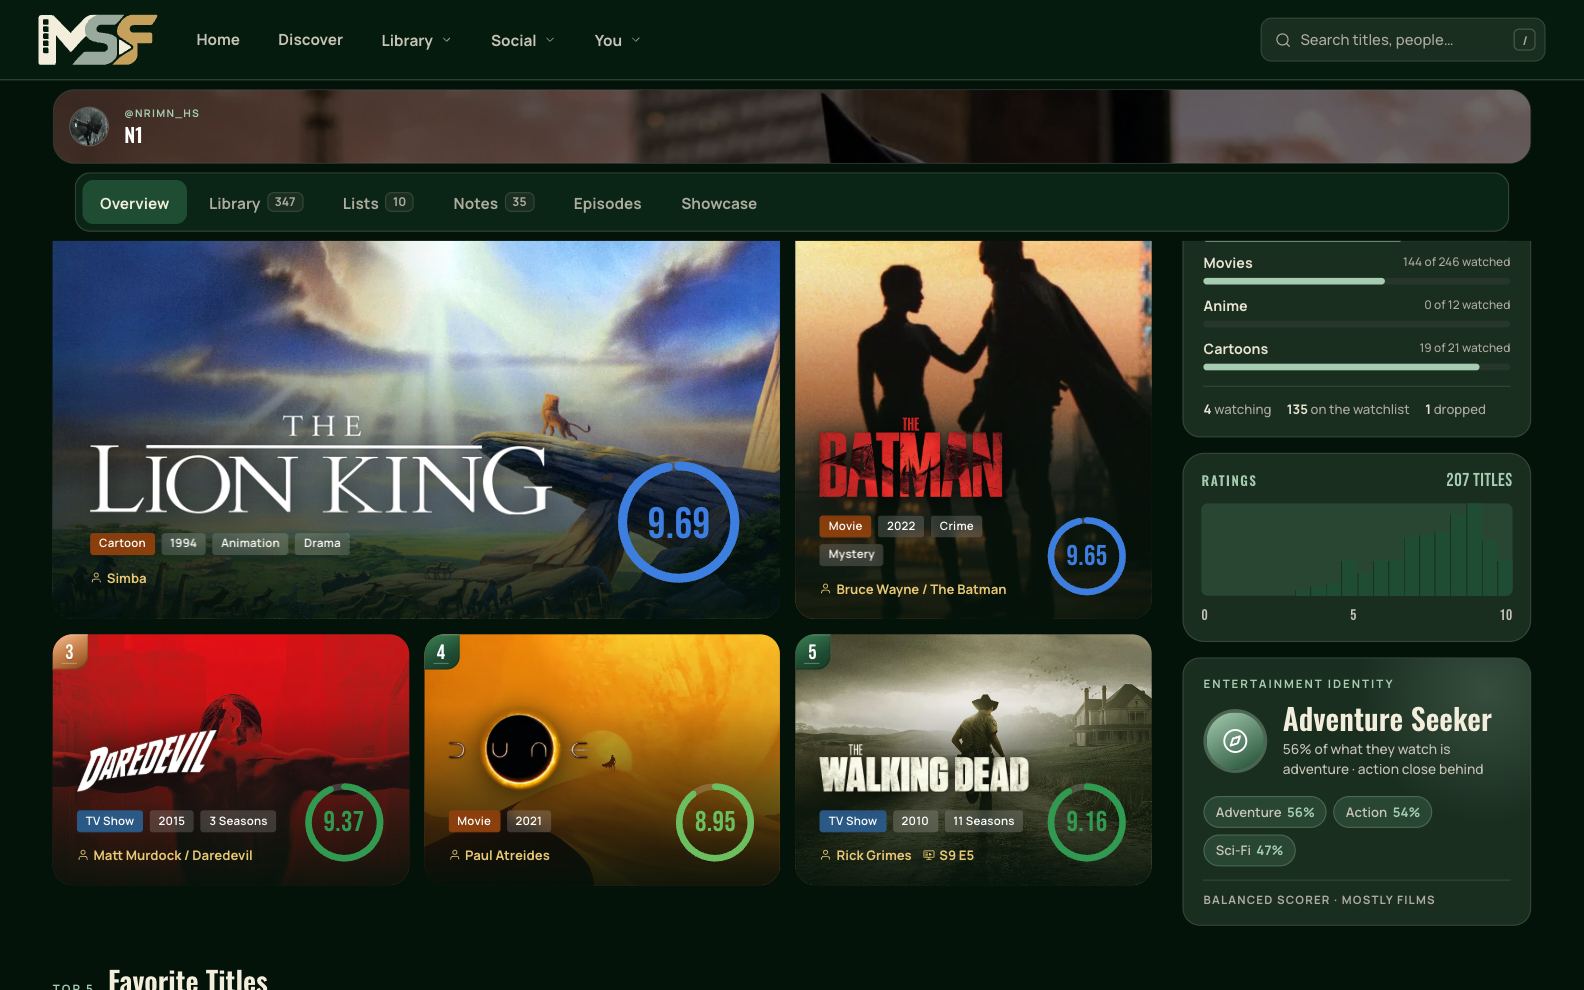 MSF
Home
Discover
Library
Social
You
Search titles, people...
/
@NRIMN_HS
N1
Overview
Library 347
Lists 10
Notes 35
Episodes
Showcase
THE
LION KING
9.69
Cartoon
1994
Animation
Drama
Simba
THE
BATMAN
Movie
2022
Crime
Mystery
9.65
Bruce Wayne / The Batman
3
DAREDEVIL
TV Show
2015
3 Seasons
9.37
Matt Murdock / Daredevil
4
DUNE
Movie
2021
8.95
Paul Atreides
5
THE
WALKING DEAD
TV Show
2010
11 Seasons
9.16
Rick Grimes
S9 E5
Movies
144 of 246 watched
Anime
0 of 12 watched
Cartoons
19 of 21 watched
4 watching
135 on the watchlist
1 dropped
RATINGS
207 TITLES
0
5
10
ENTERTAINMENT IDENTITY
Adventure Seeker
56% of what they watch is
adventure · action close behind
Adventure 56%
Action 54%
Sci-Fi 47%
BALANCED SCORER · MOSTLY FILMS
TOP 5
Favorite Titles